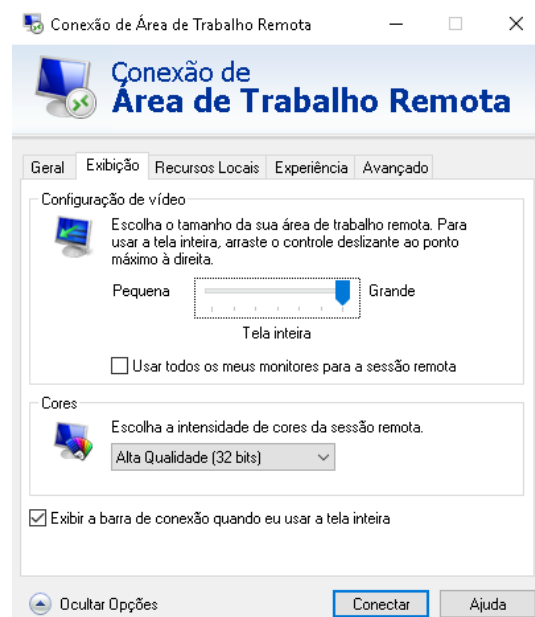 Conexão de Área de Trabalho Remota
Conexão de
Área de Trabalho Remota
Geral Exibição Recursos Locais Experiência Avançado
Configuração de vídeo
Escolha o tamanho da sua área de trabalho remota. Para
usar a tela inteira, arraste o controle deslizante ao ponto
máximo à direita.
Pequena Grande
Tela inteira
Usar todos os meus monitores para a sessão remota
Cores
Escolha a intensidade de cores da sessão remota.
Alta Qualidade (32 bits)
Exibir a barra de conexão quando eu usar a tela inteira
Ocultar Opções Conectar Ajuda